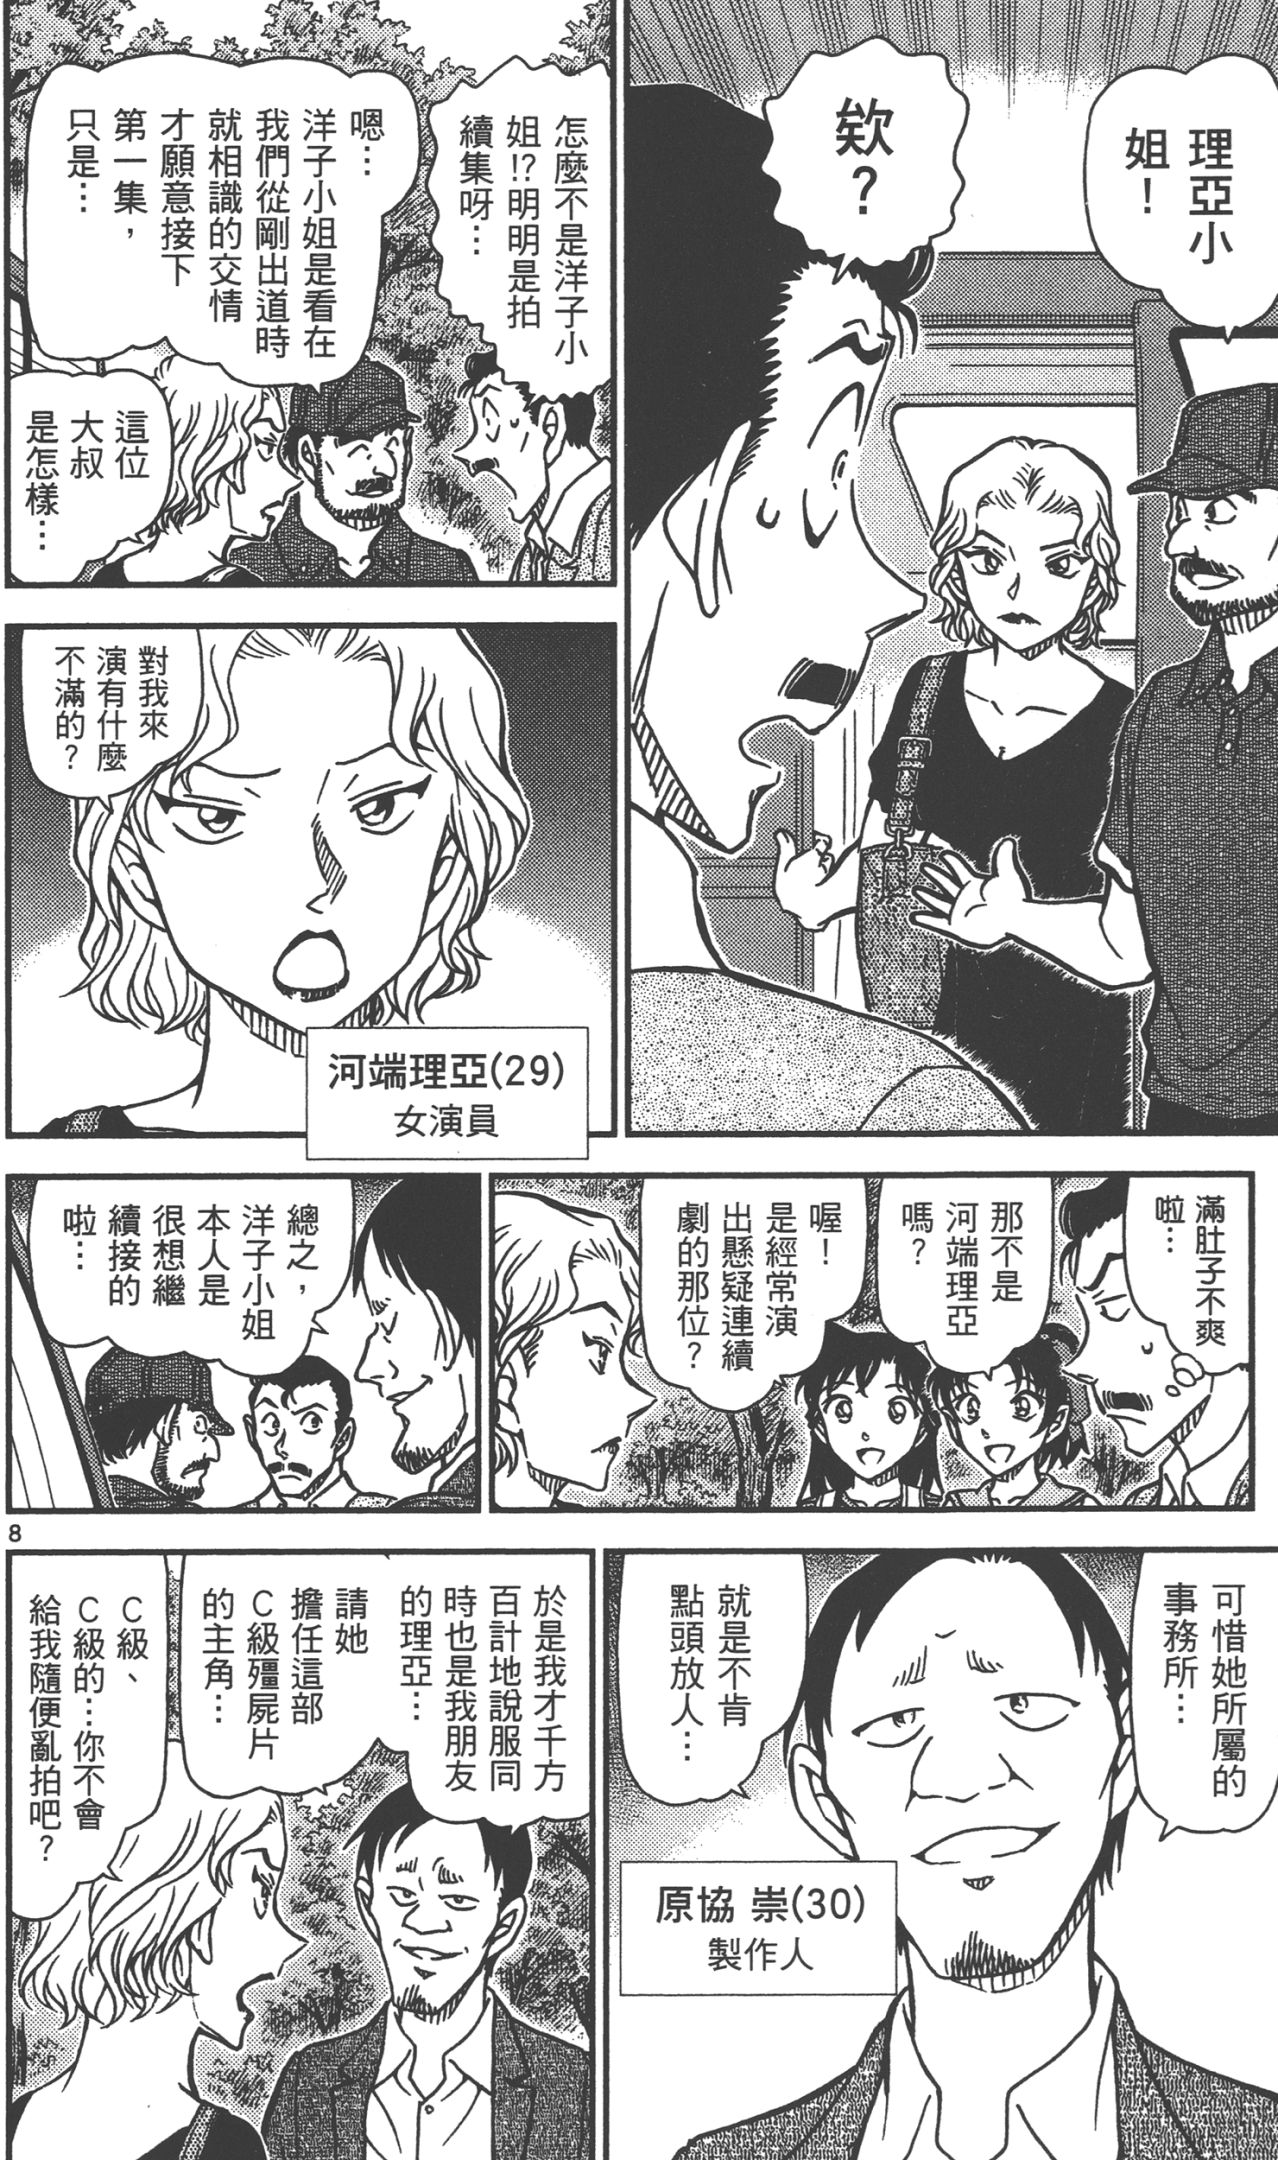 理亞小
姐！
欸？
怎麼不是洋子小
姐!?明明是拍
續集呀…
嗯…
洋子小姐是看在
我們從剛出道時
就相識的交情
才願意接下
第一集，
只是…
這位
大叔
是怎樣…
對我來
演有什麼
不滿的？
河端理亞(29)
女演員
滿肚子不爽
啦…
那不是
河端理亞
嗎？
喔！
是經常演
出懸疑連續
劇的那位？
總之，
洋子小姐
本人是
很想繼
續接的
啦…
8
可惜她所屬的
事務所…
就是不肯
點頭放人…
原協 崇(30)
製作人
於是我才千方
百計地說服同
時也是我朋友
的理亞…
請她
擔任這部
C級殭屍片
的主角…
C級、
C級的…你不會
給我隨便亂拍吧？